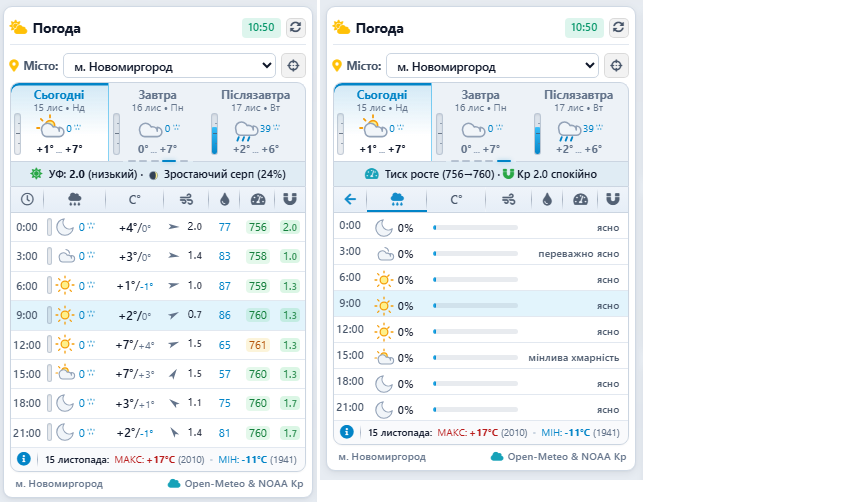 Погода 10:50
Місто: м. Новомиргород
Сьогодні Завтра Післязавтра
15 лис • Нд 16 лис • Пн 17 лис • Вт
0 0 39
+1° ... +7° 0° ... +7° +2° ... +6°
УФ: 2.0 (низький) · Зростаючий серп (24%)
C°
0:00 0 +4°/0° 2.0 77 756 2.0
3:00 0 +3°/0° 1.4 83 758 1.0
6:00 0 +1°/-1° 1.0 87 759 1.3
9:00 0 +2°/0° 0.7 86 760 1.3
12:00 0 +7°/+4° 1.5 65 761 1.3
15:00 0 +7°/+3° 1.5 57 760 1.3
18:00 0 +3°/+1° 1.1 75 760 1.7
21:00 0 +2°/-1° 1.4 81 760 1.7
15 листопада: МАКС: +17°C (2010) - МІН: -11°C (1941)
м. Новомиргород Open-Meteo & NOAA Kp
Погода 10:50
Місто: м. Новомиргород
Сьогодні Завтра Післязавтра
15 лис • Нд 16 лис • Пн 17 лис • Вт
0 0 39
+1° ... +7° 0° ... +7° +2° ... +6°
Тиск росте (756→760) · Кр 2.0 спокійно
C°
0:00 0% ясно
3:00 0% переважно ясно
6:00 0% ясно
9:00 0% ясно
12:00 0% ясно
15:00 0% мінлива хмарність
18:00 0% ясно
21:00 0% ясно
15 листопада: МАКС: +17°C (2010) - МІН: -11°C (1941)
м. Новомиргород Open-Meteo & NOAA Kp